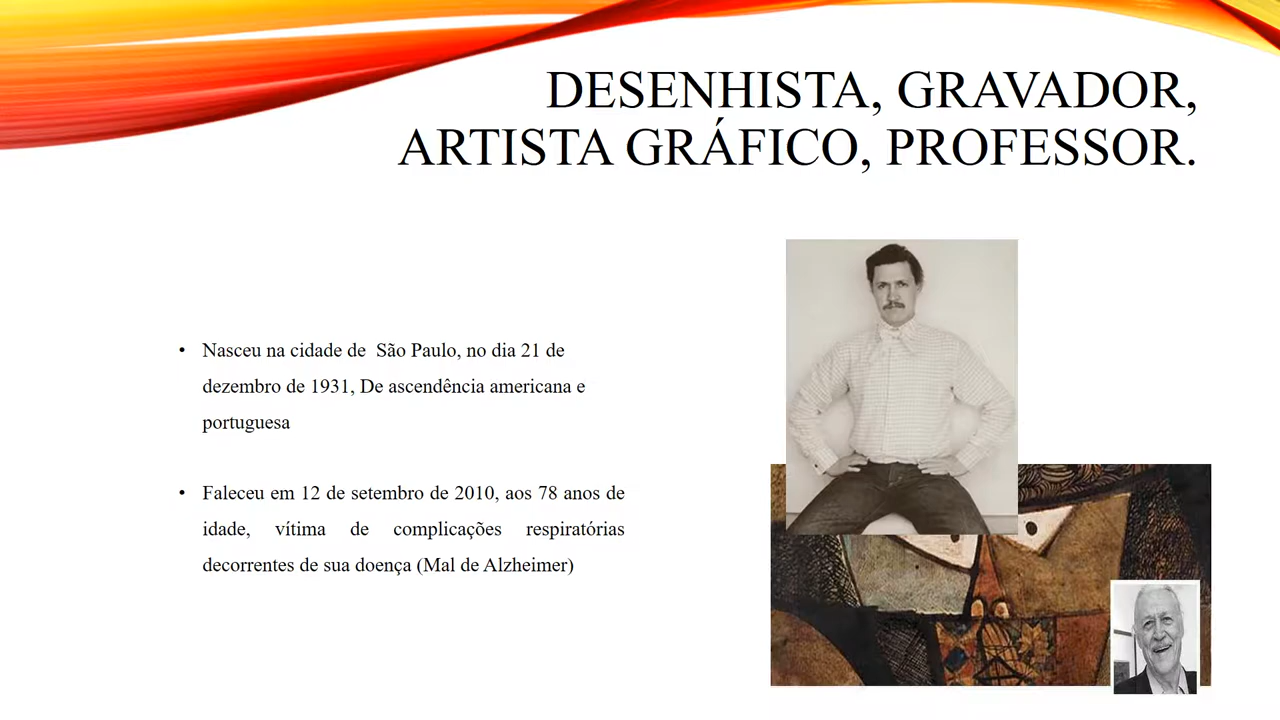 DESENHISTA, GRAVADOR,
ARTISTA GRÁFICO, PROFESSOR.
• Nasceu na cidade de  São Paulo, no dia 21 de
dezembro de 1931, De ascendência americana e
portuguesa
• Faleceu em 12 de setembro de 2010, aos 78 anos de
idade, vítima de complicações respiratórias
decorrentes de sua doença (Mal de Alzheimer)